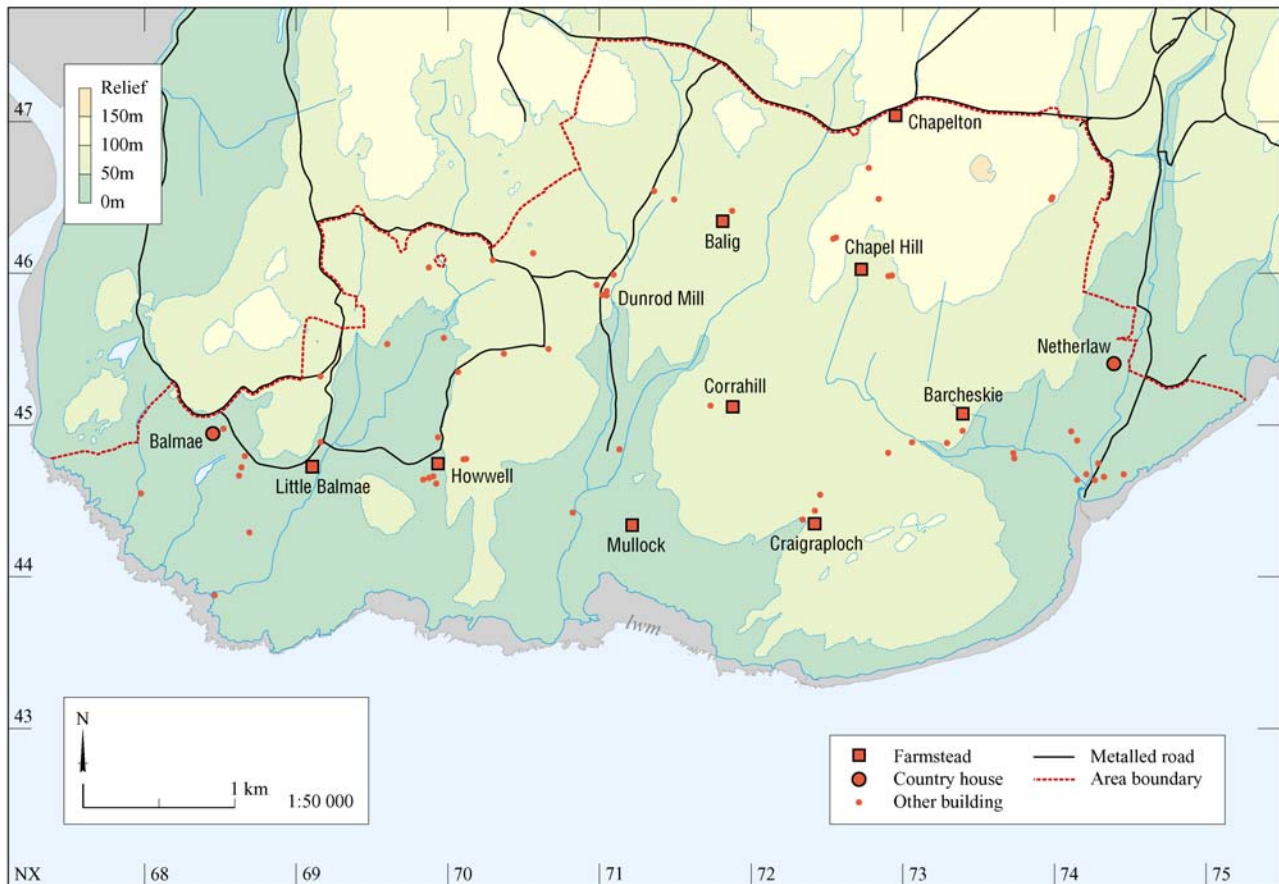 Relief
150m
100m
50m
0m
47
46
45
44
43
Chapelton
Balig
Chapel Hill
Dunrod Mill
Netherlaw
Corrahill
Barcheskie
Balmae
Little Balmae
Howwell
Mullock
Craigraploch
lwm
N
1 km
1:50 000
Farmstead
Country house
Other building
Metalled road
Area boundary
NX
68
69
70
71
72
73
74
75